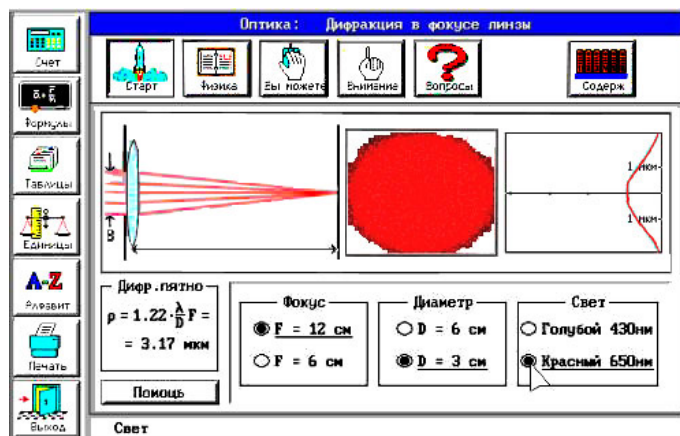 Оптика: Дифракция в фокусе линзы
Счет
Формулы
Таблицы
Единицы
A-Z
Алфавит
Печать
Выход
Старт
Физика
Вы можете
Внимание
Вопросы
Содерж
B
1 мкм
1 мкм
Дифр.пятно
ρ = 1.22·λ/D F =
= 3.17 мкм
Помощь
Фокус
F = 12 см
F = 6 см
Диаметр
D = 6 см
D = 3 см
Свет
Голубой 430нм
Красный 650нм
Свет